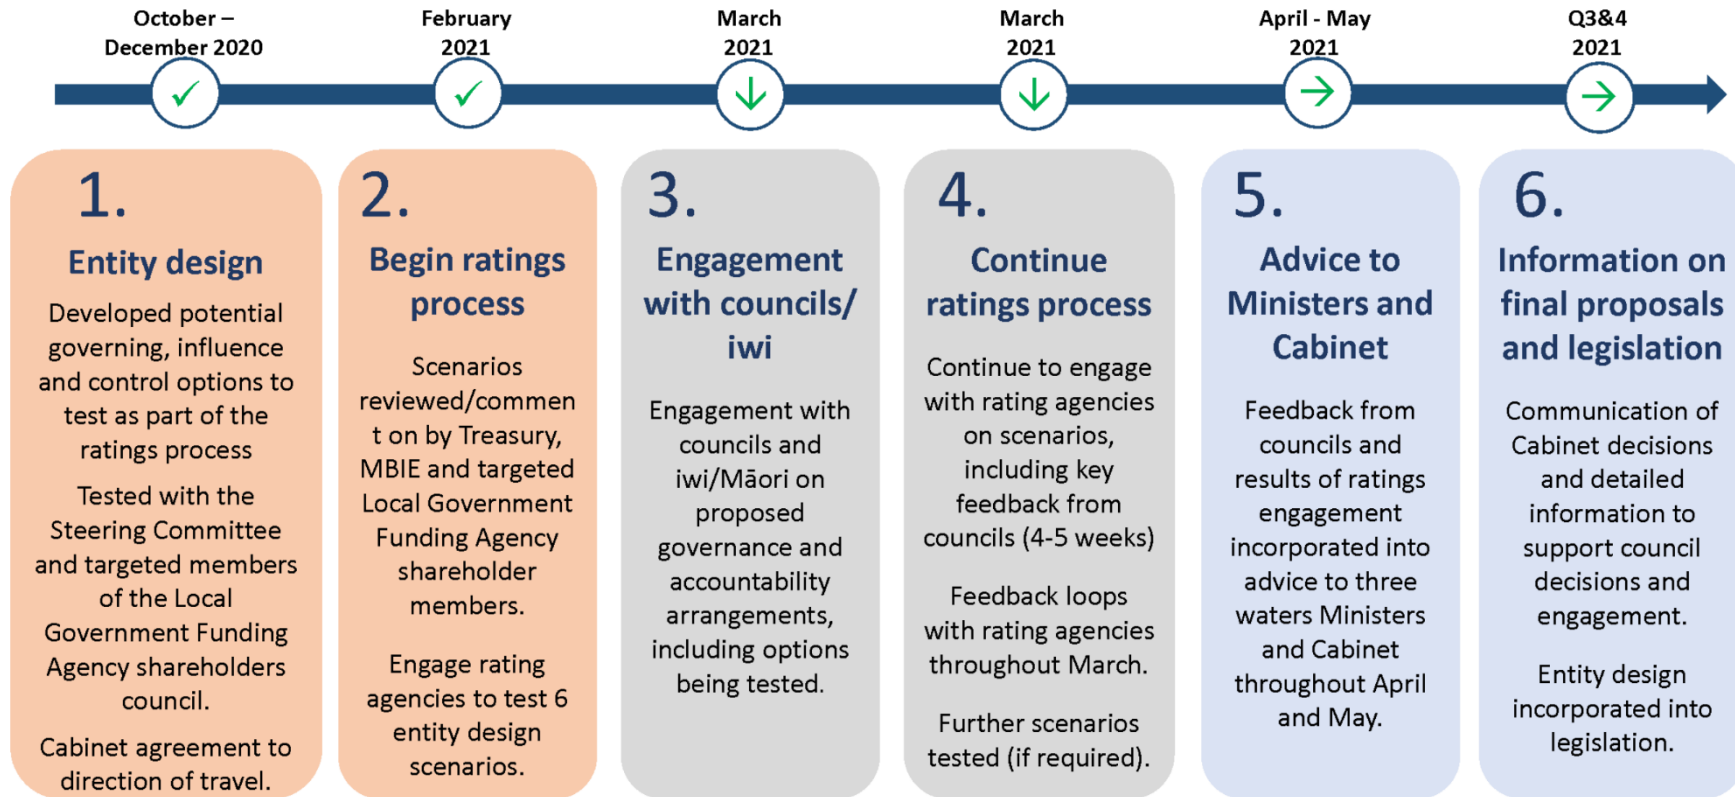 October –
December 2020
February
2021
March
2021
March
2021
April - May
2021
Q3&4
2021
1.
Entity design
Developed potential
governing, influence
and control options to
test as part of the
ratings process
Tested with the
Steering Committee
and targeted members
of the Local
Government Funding
Agency shareholders
council.
Cabinet agreement to
direction of travel.
2.
Begin ratings
process
Scenarios
reviewed/commen
t on by Treasury,
MBIE and targeted
Local Government
Funding Agency
shareholder
members.
Engage rating
agencies to test 6
entity design
scenarios.
3.
Engagement
with councils/
iwi
Engagement with
councils and
iwi/Māori on
proposed
governance and
accountability
arrangements,
including options
being tested.
4.
Continue
ratings process
Continue to engage
with rating agencies
on scenarios,
including key
feedback from
councils (4-5 weeks)
Feedback loops
with rating agencies
throughout March.
Further scenarios
tested (if required).
5.
Advice to
Ministers and
Cabinet
Feedback from
councils and
results of ratings
engagement
incorporated into
advice to three
waters Ministers
and Cabinet
throughout April
and May.
6.
Information on
final proposals
and legislation
Communication of
Cabinet decisions
and detailed
information to
support council
decisions and
engagement.
Entity design
incorporated into
legislation.